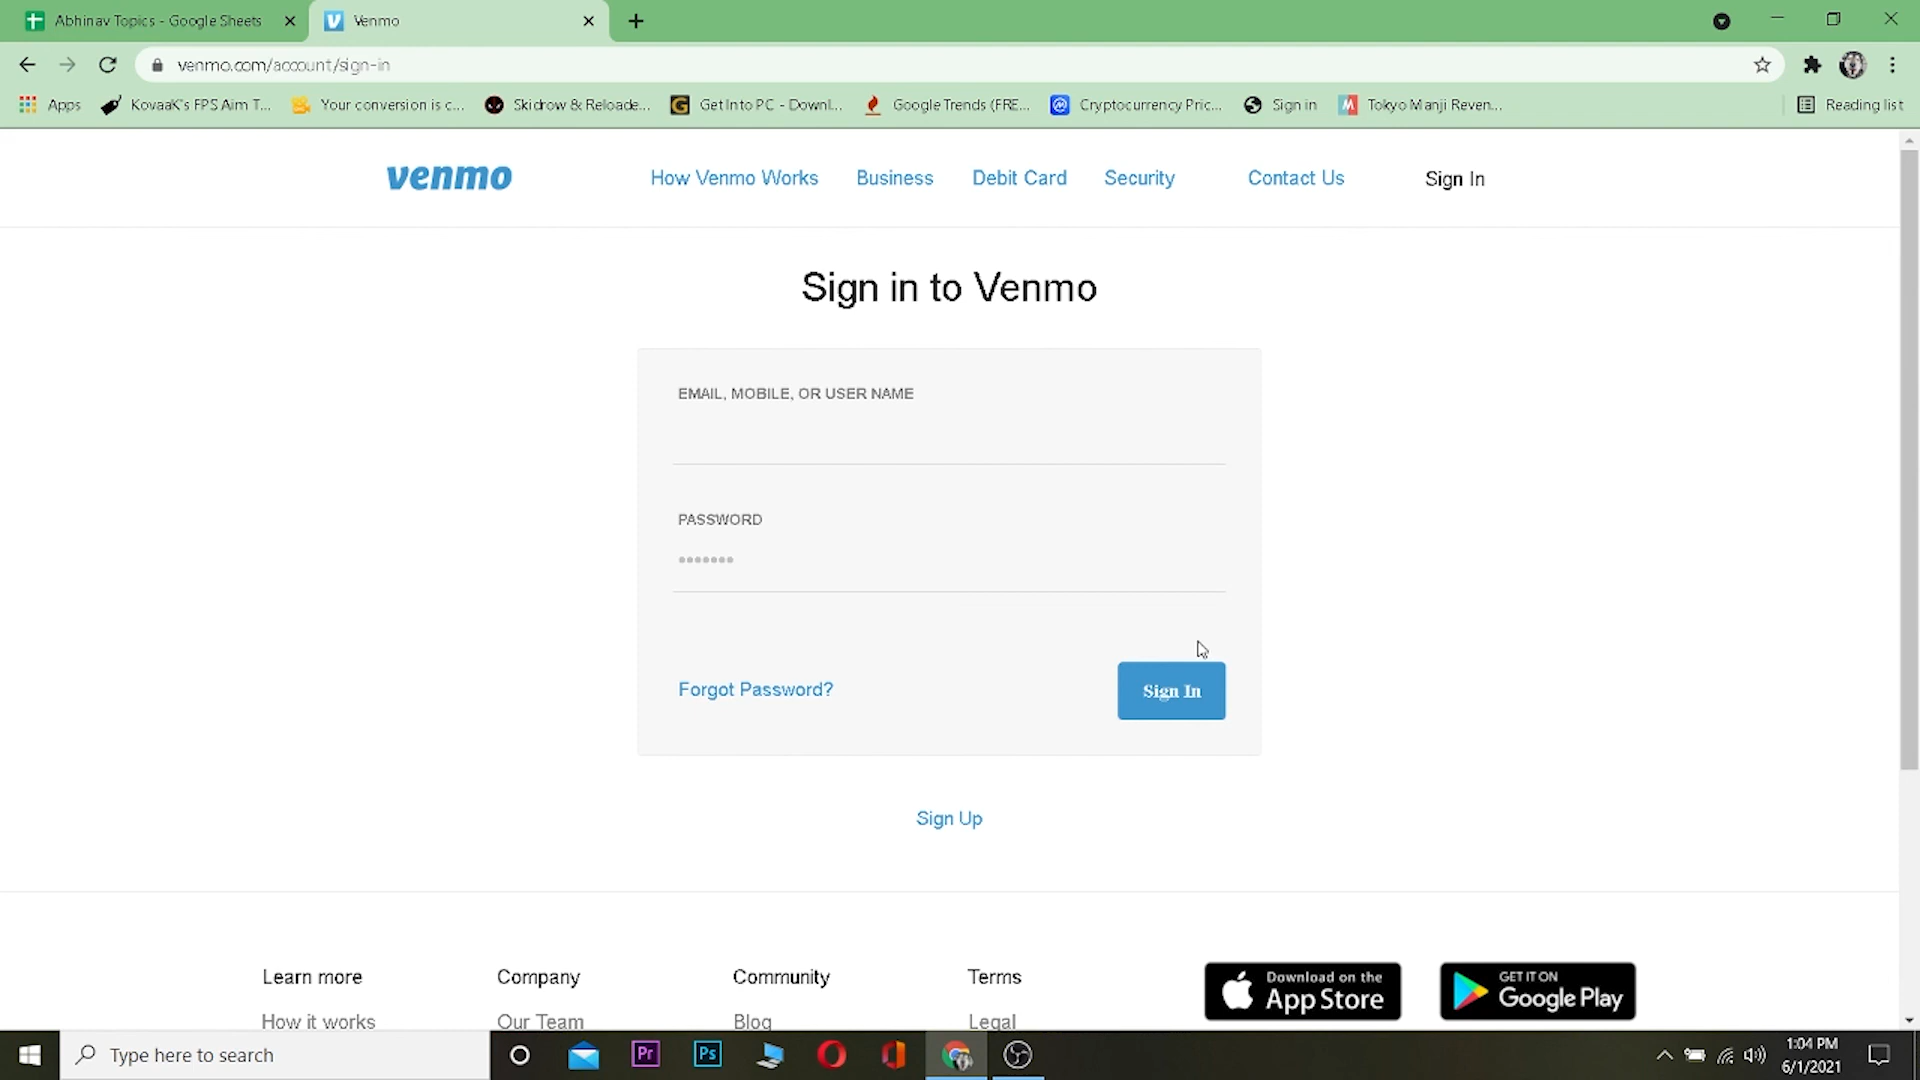 Abhinav Topics - Google Sheets
Venmo
venmo.com/account/sign-in
Apps
KovaaK's FPS Aim T...
Your conversion is c...
Skidrow & Reloade...
Get Into PC - Downl...
Google Trends (FRE...
Cryptocurrency Pric...
Sign in
Tokyo Manji Reven...
Reading list
venmo
How Venmo Works
Business
Debit Card
Security
Contact Us
Sign In
Sign in to Venmo
EMAIL, MOBILE, OR USER NAME
PASSWORD
•••••••
Forgot Password?
Sign In
Sign Up
Learn more
Company
Community
Terms
Download on the
App Store
GET IT ON
Google Play
How it works
Our Team
Blog
Legal
Type here to search
Pr
Ps
1:04 PM
6/1/2021